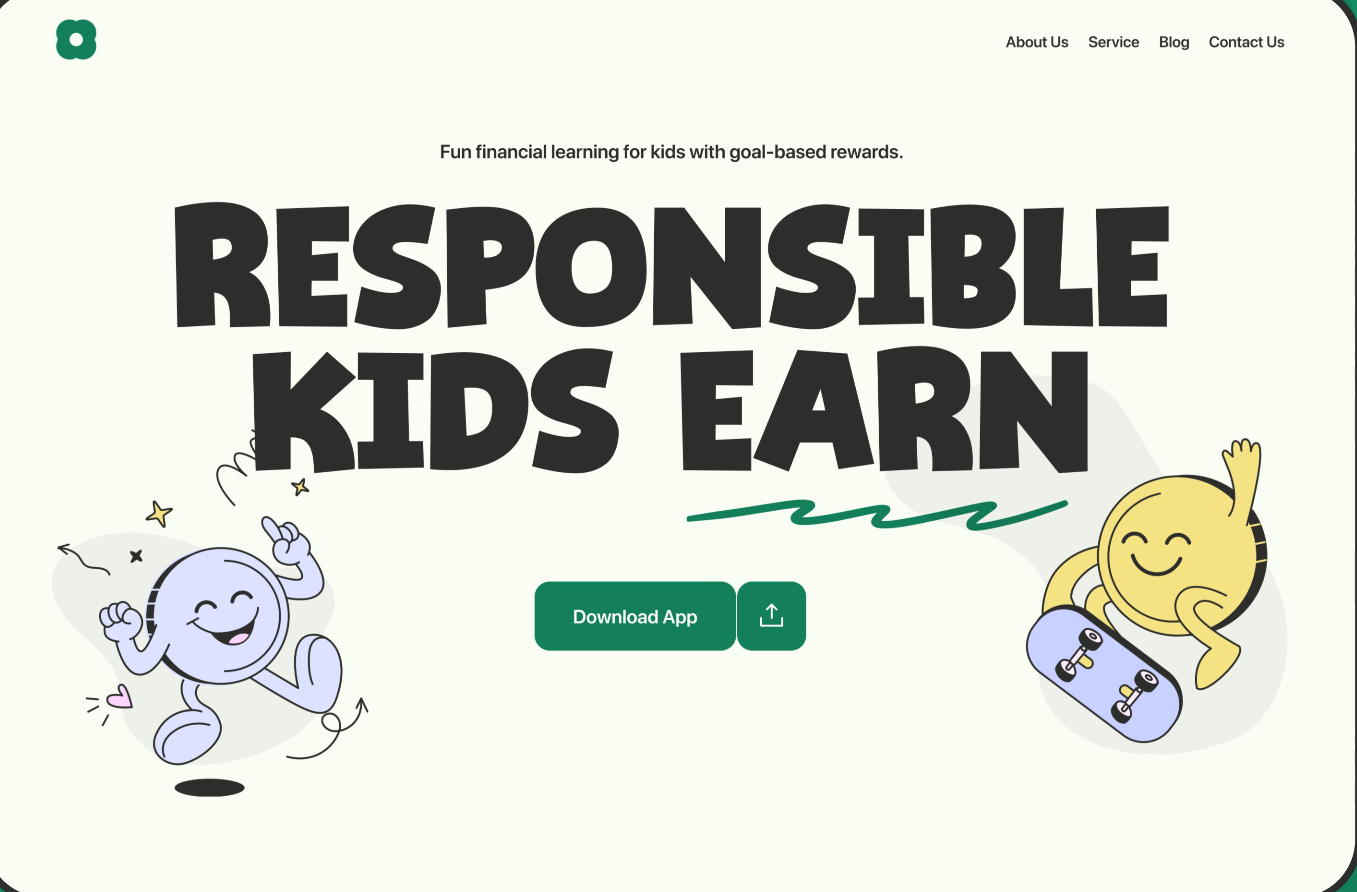 About Us Service Blog Contact Us
Fun financial learning for kids with goal-based rewards.
RESPONSIBLE
KIDS EARN
Download App